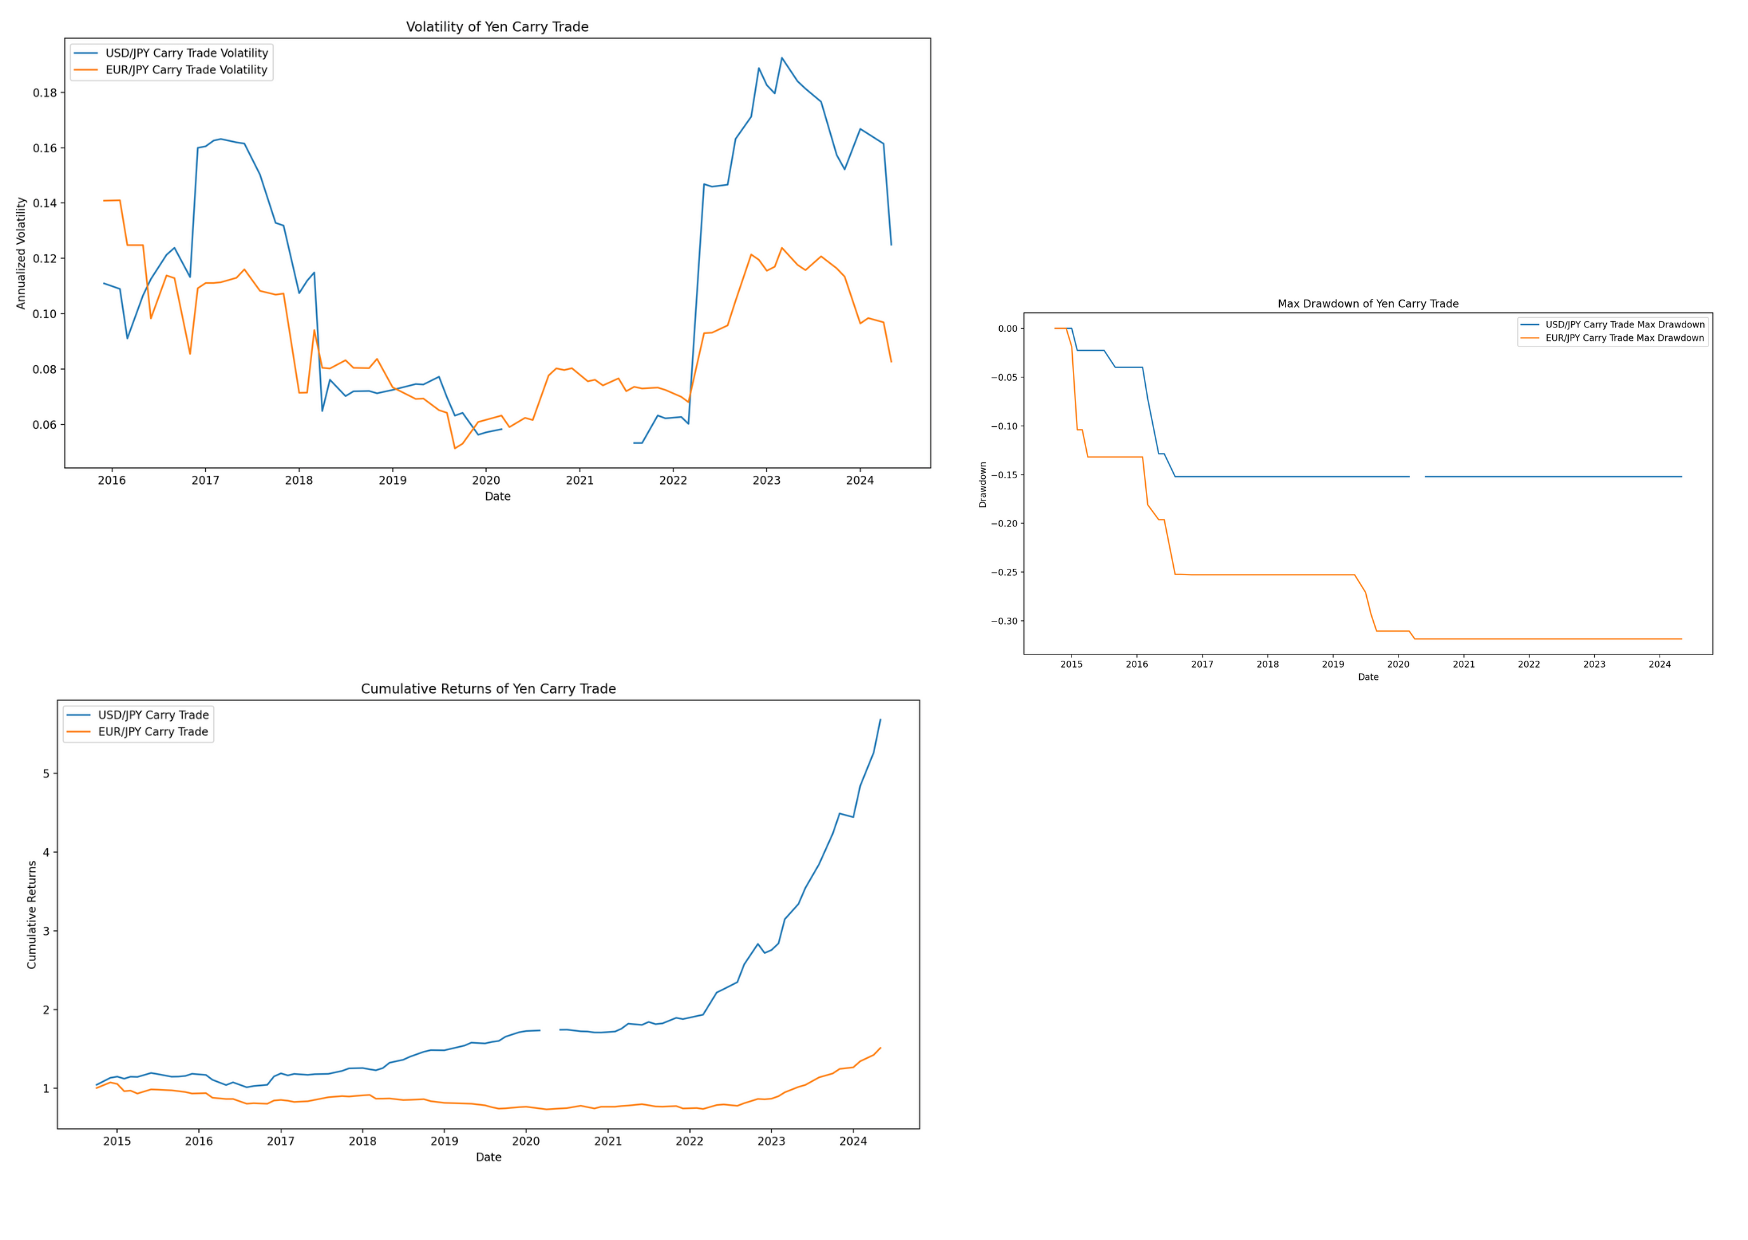 Volatility of Yen Carry Trade
USD/JPY Carry Trade Volatility
EUR/JPY Carry Trade Volatility
Annualized Volatility
0.18
0.16
0.14
0.12
0.10
0.08
0.06
2016 2017 2018 2019 2020 2021 2022 2023 2024
Date
Max Drawdown of Yen Carry Trade
USD/JPY Carry Trade Max Drawdown
EUR/JPY Carry Trade Max Drawdown
Drawdown
0.00
−0.05
−0.10
−0.15
−0.20
−0.25
−0.30
2015 2016 2017 2018 2019 2020 2021 2022 2023 2024
Date
Cumulative Returns of Yen Carry Trade
USD/JPY Carry Trade
EUR/JPY Carry Trade
Cumulative Returns
5
4
3
2
1
2015 2016 2017 2018 2019 2020 2021 2022 2023 2024
Date